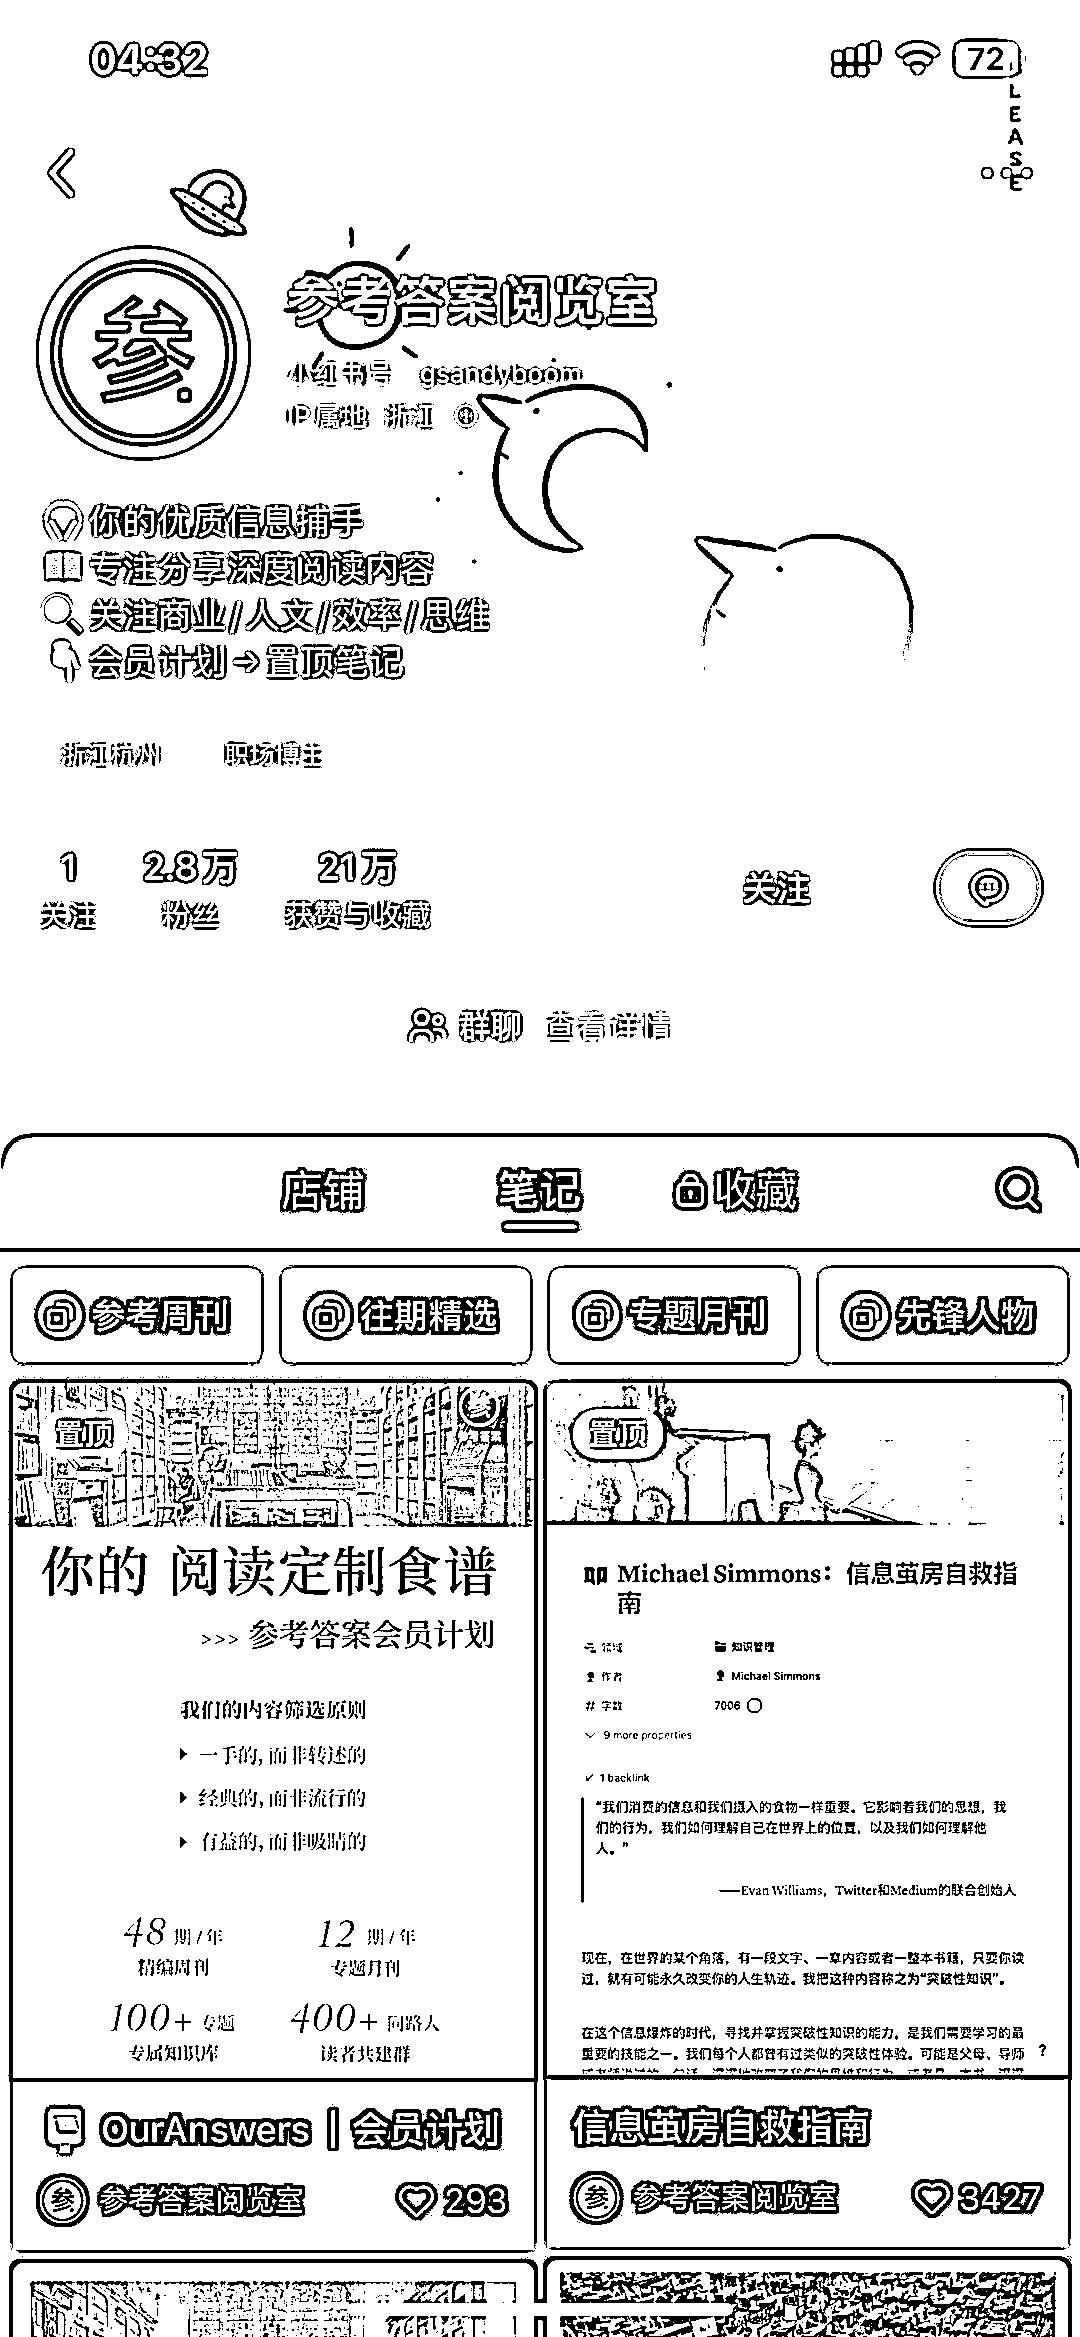 04:32
72
LEASE
参考答案阅览室
参
小红书号 gsandyboom
IP属地 浙江
你的优质信息捕手
专注分享深度阅读内容
关注商业/人文/效率/思维
会员计划→置顶笔记
浙江杭州 职场博主
1 2.8万 21万
关注 粉丝 获赞与收藏
关注
群聊 查看详情
店铺 笔记 收藏
参考周刊 往期精选 专题月刊 先锋人物
置顶
你的 阅读定制食谱
>>> 参考答案会员计划
我们的内容筛选原则
一手的, 而非转述的
经典的, 而非流行的
有益的, 而非吸睛的
48 期/年 12 期/年
精编周刊 专题月刊
100+ 专题 400+ 同路人
专属知识库 读者共建群
OurAnswers | 会员计划
参考答案阅览室 293
置顶
Michael Simmons：信息茧房自救指
南
领域 知识管理
作者 Michael Simmons
# 字数 7006
9 more properties
1 backlink
“我们消费的信息和我们摄入的食物一样重要。它影响着我们的思想，我
们的行为，我们如何理解自己在世界上的位置，以及我们如何理解他
人。”
——Evan Williams，Twitter和Medium的联合创始人
现在，在世界的某个角落，有一段文字、一章内容或者一整本书籍，只要你读
过，就有可能永久改变你的人生轨迹。我把这种内容称之为“突破性知识”。
在这个信息爆炸的时代，寻找并掌握突破性知识的能力，是我们需要学习的最
重要的技能之一。我们每个人都曾有过类似的突破性体验。可能是父母、导师
?
信息茧房自救指南
参考答案阅览室 3427